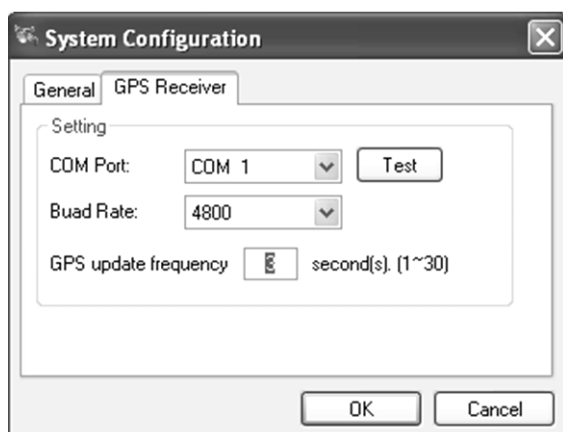 System Configuration
General GPS Receiver
Setting
COM Port: COM 1 Test
Buad Rate: 4800
GPS update frequency 3 second(s). (1~30)
OK Cancel